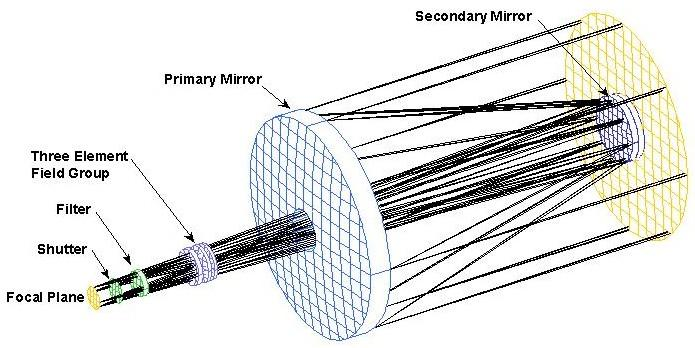 Secondary Mirror
Primary Mirror
Three Element
Field Group
Filter
Shutter
Focal Plane